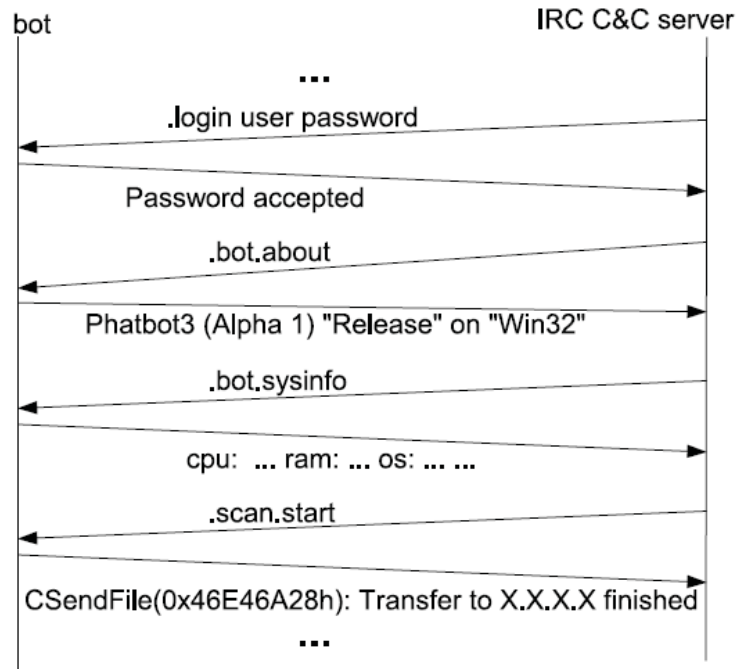 bot
IRC C&C server
...
.login user password
Password accepted
.bot.about
Phatbot3 (Alpha 1) "Release" on "Win32"
.bot.sysinfo
cpu: ... ram: ... os: ... ...
.scan.start
CSendFile(0x46E46A28h): Transfer to X.X.X.X finished
...